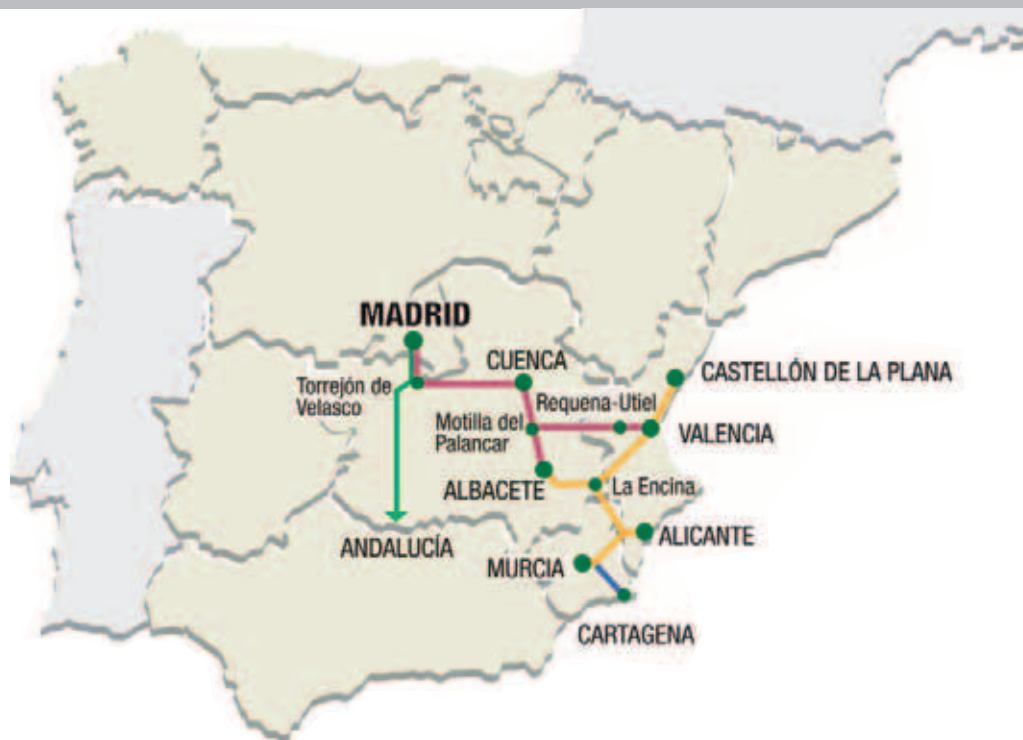 MADRID
CUENCA
CASTELLÓN DE LA PLANA
Torrejón de
Velasco
Requena-Utiel
Motilla del
Palancar
VALENCIA
ALBACETE
La Encina
ANDALUCÍA
ALICANTE
MURCIA
CARTAGENA